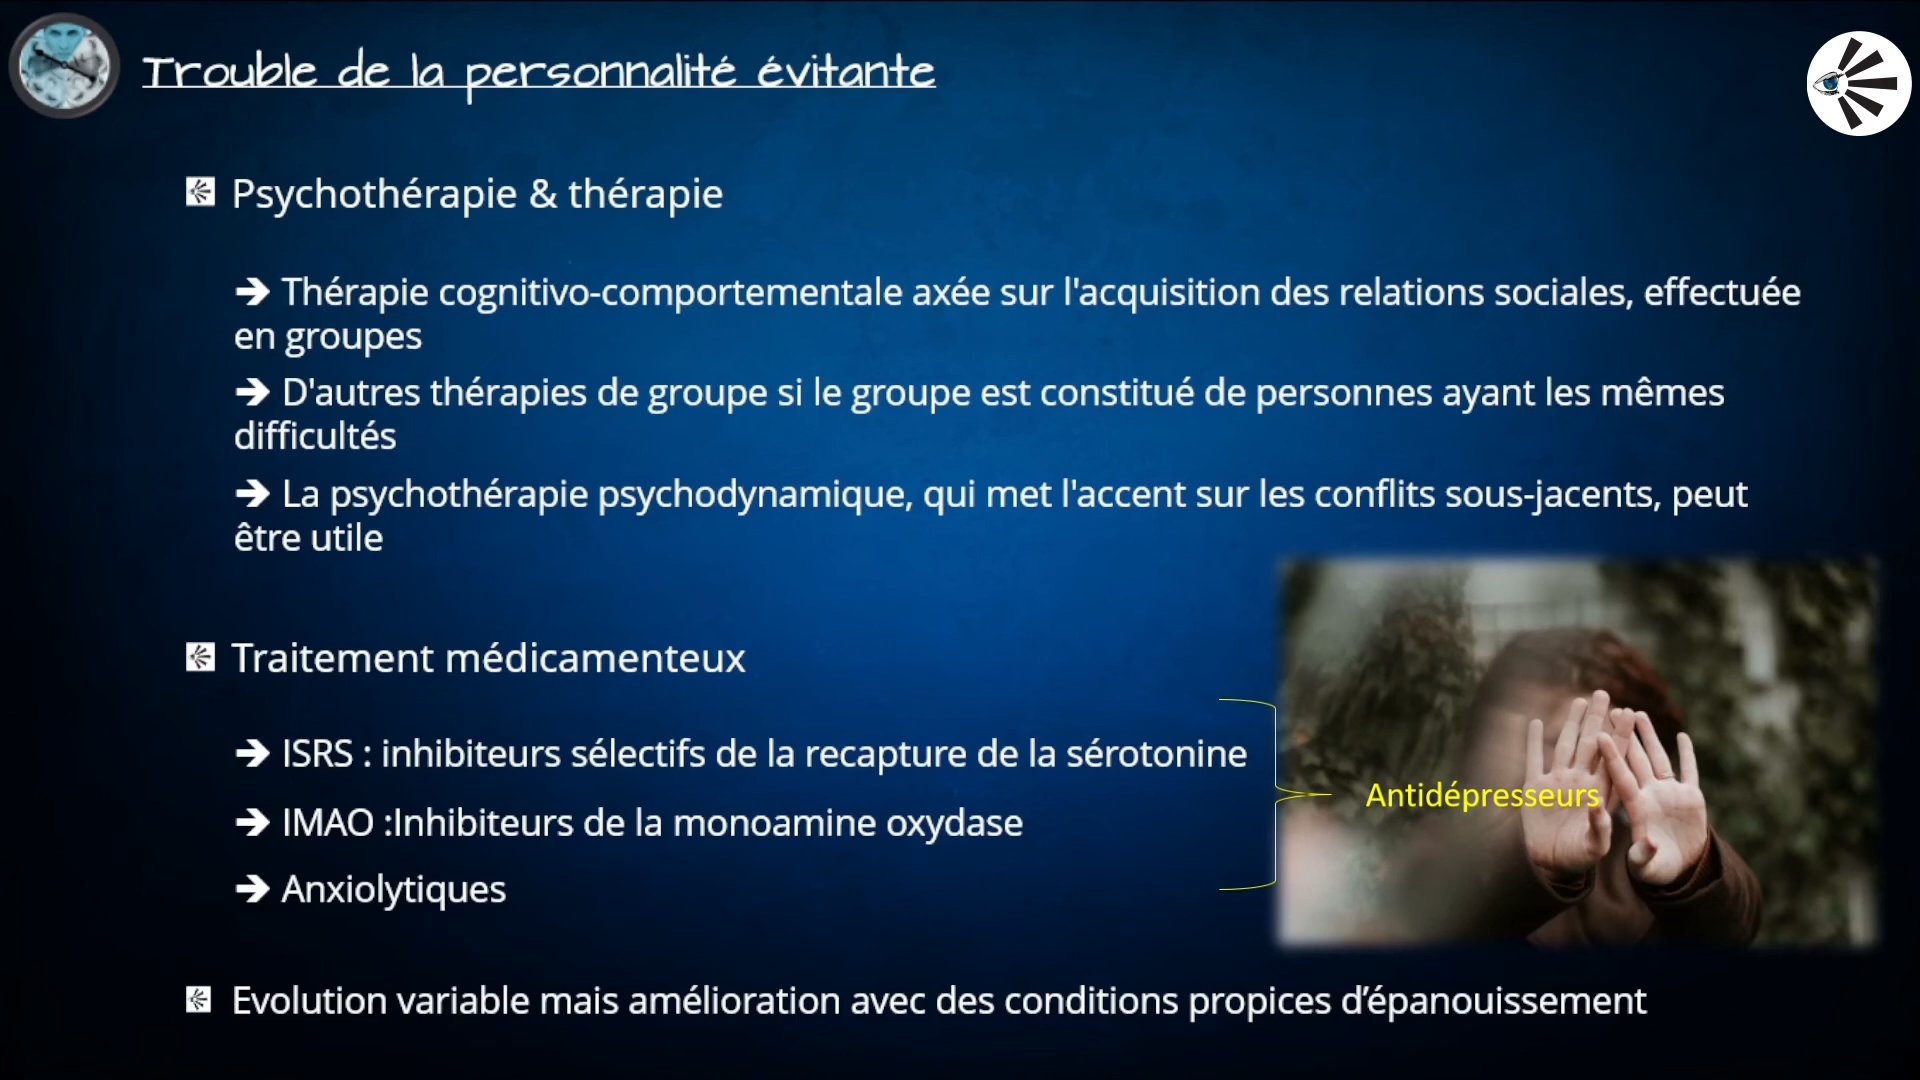 Trouble de la personnalité évitante
Psychothérapie & thérapie
➔ Thérapie cognitivo-comportementale axée sur l'acquisition des relations sociales, effectuée
en groupes
➔ D'autres thérapies de groupe si le groupe est constitué de personnes ayant les mêmes
difficultés
➔ La psychothérapie psychodynamique, qui met l'accent sur les conflits sous-jacents, peut
être utile
Traitement médicamenteux
➔ ISRS : inhibiteurs sélectifs de la recapture de la sérotonine
➔ IMAO :Inhibiteurs de la monoamine oxydase
➔ Anxiolytiques
Antidépresseurs
Evolution variable mais amélioration avec des conditions propices d’épanouissement